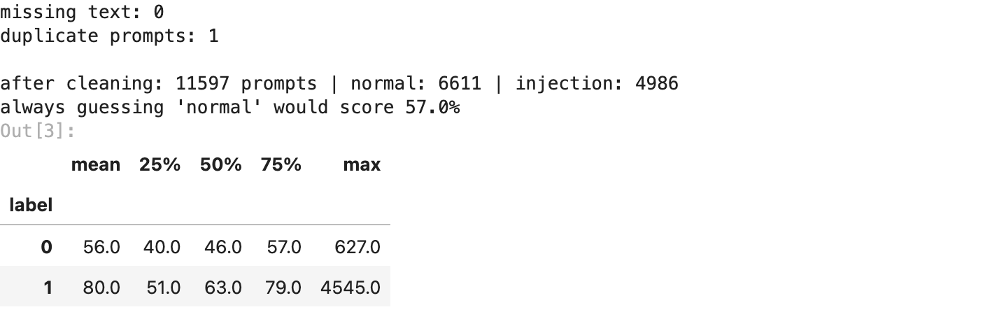 missing text: 0
duplicate prompts: 1
after cleaning: 11597 prompts | normal: 6611 | injection: 4986
always guessing 'normal' would score 57.0%
Out[3]:
mean 25% 50% 75% max
label
0 56.0 40.0 46.0 57.0 627.0
1 80.0 51.0 63.0 79.0 4545.0